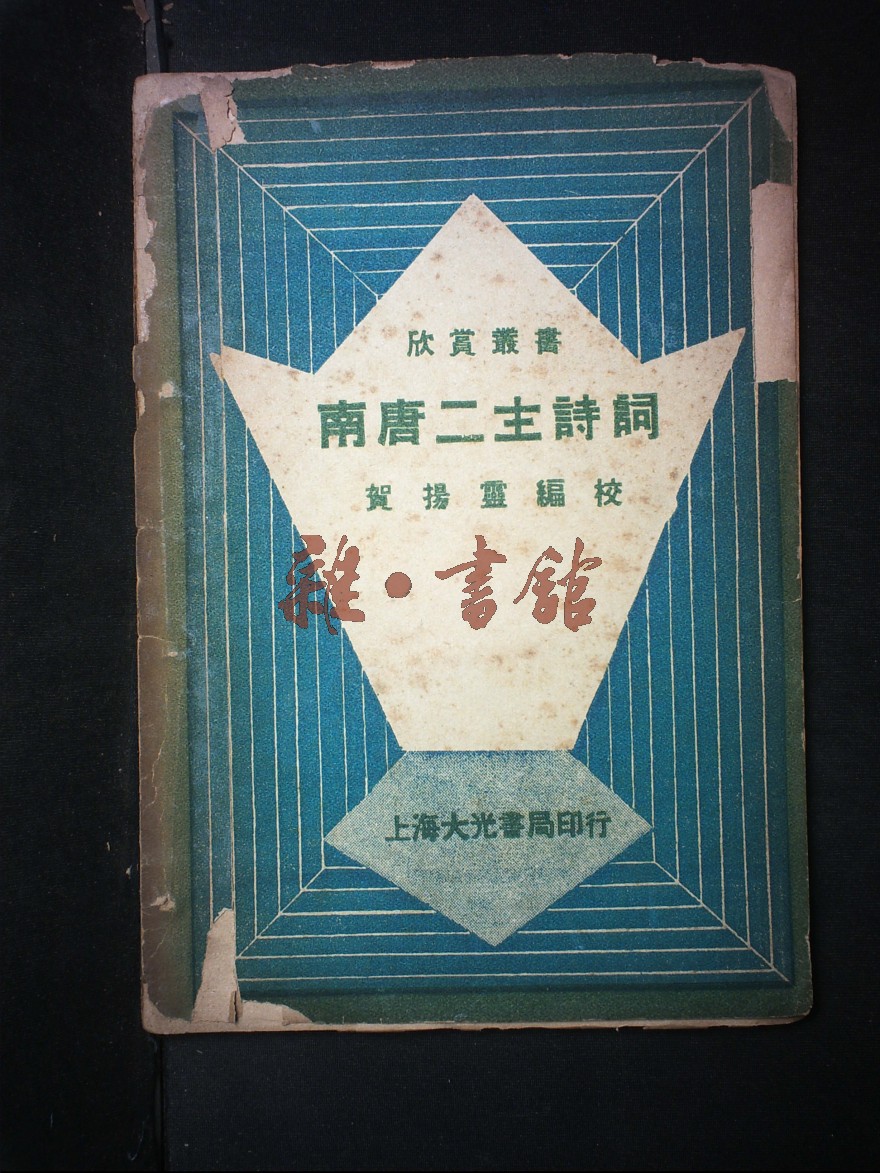 欣賞叢書
南唐二主詩詞
賀揚靈編校
雜·書館
上海大光書局印行